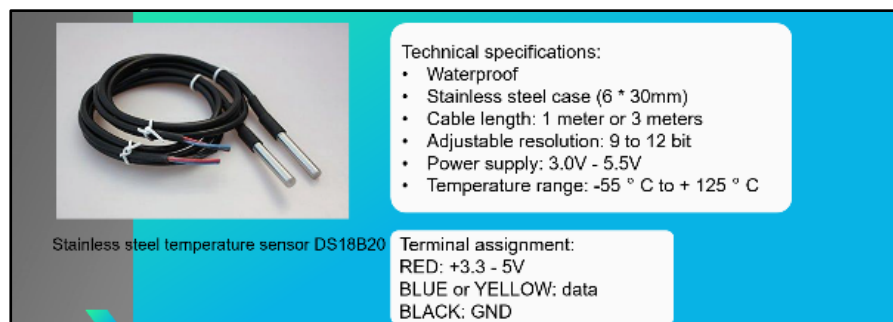 Technical specifications:
• Waterproof
• Stainless steel case (6 * 30mm)
• Cable length: 1 meter or 3 meters
• Adjustable resolution: 9 to 12 bit
• Power supply: 3.0V - 5.5V
• Temperature range: -55 ° C to + 125 ° C
Stainless steel temperature sensor DS18B20
Terminal assignment:
RED: +3.3 - 5V
BLUE or YELLOW: data
BLACK: GND